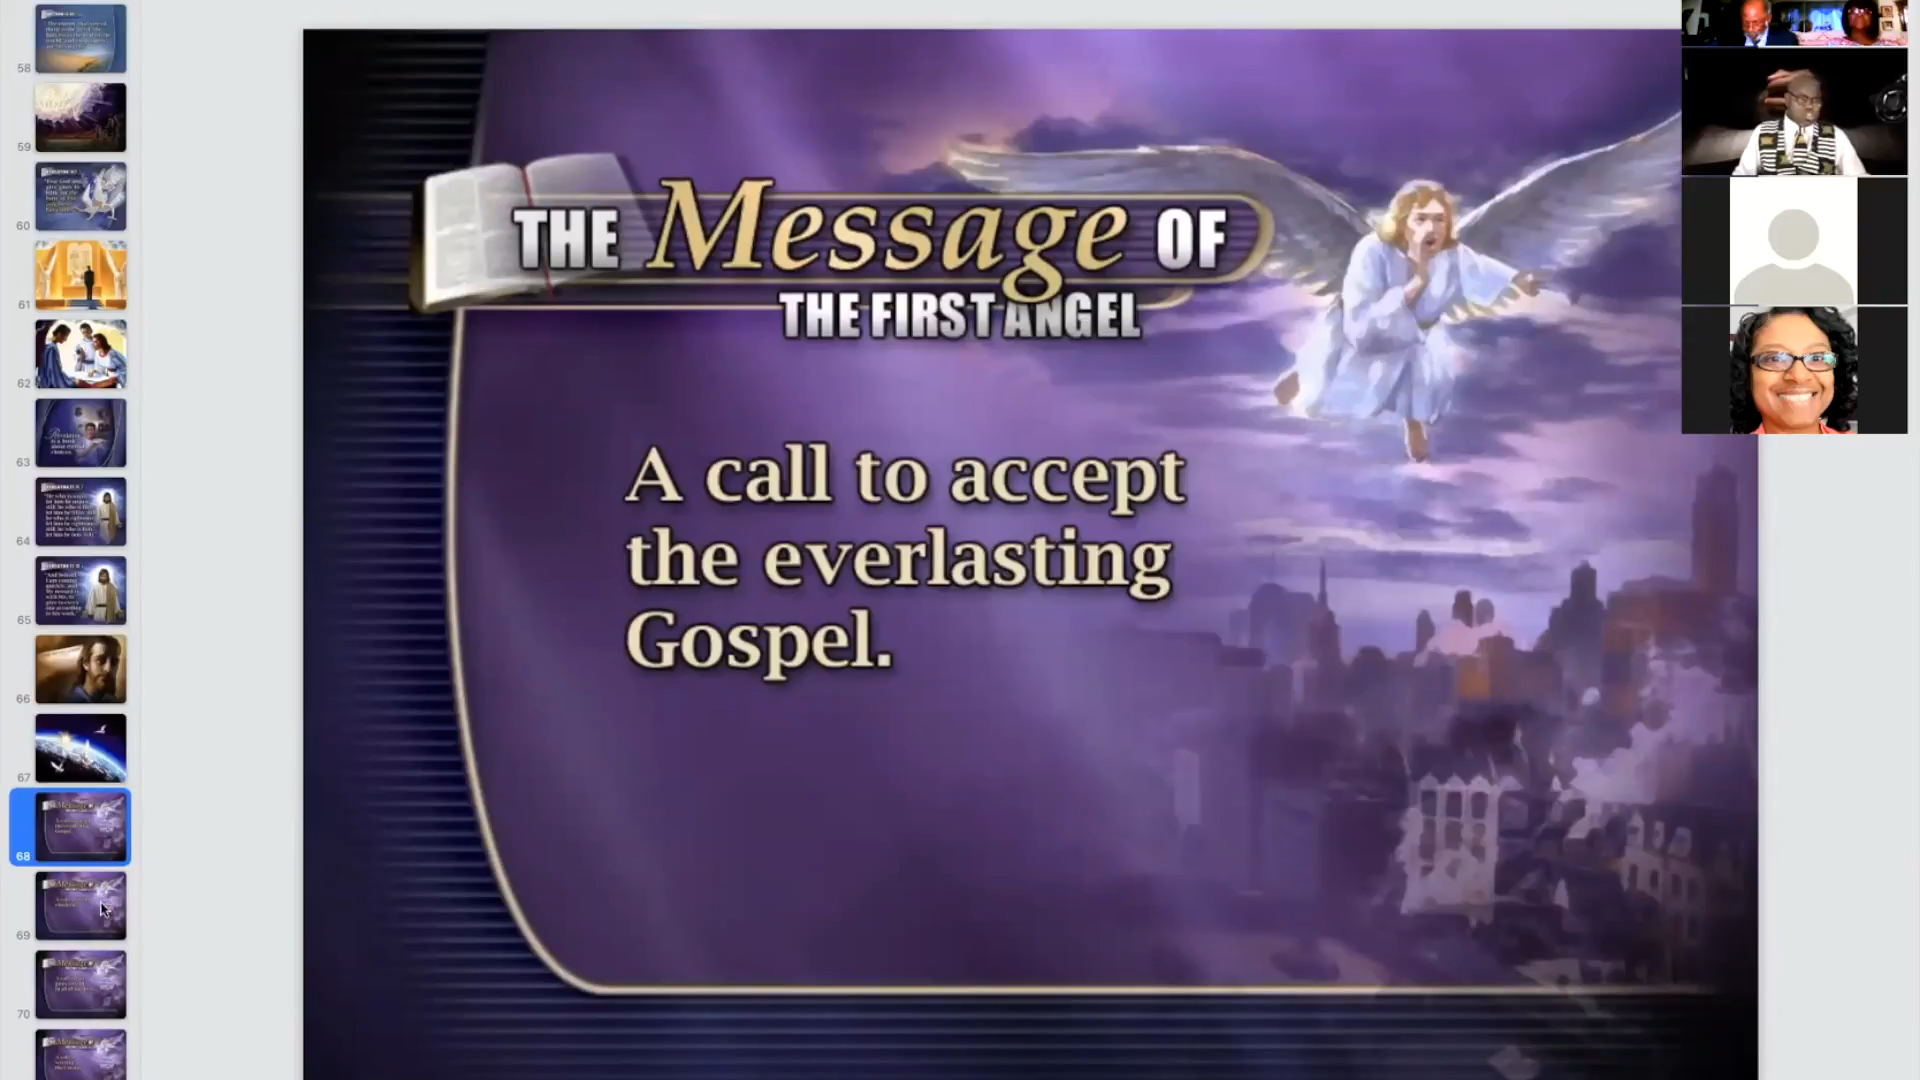 THE Message OF
THE FIRST ANGEL
A call to accept
the everlasting
Gospel.
58
59
60
61
62
63
64
65
66
67
68
69
70